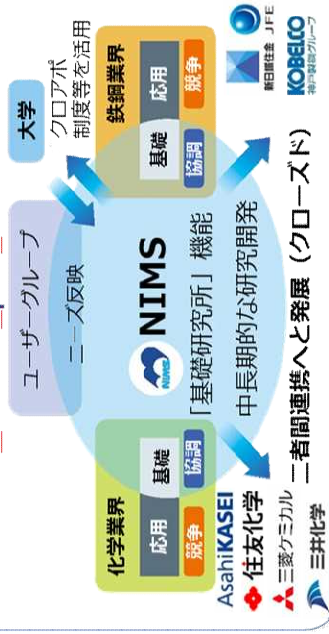 ユーザーグループ
ニーズ反映
大学
クロアポ
制度等を活用
化学業界
応用
基礎
競争
協調
NIMS
NIMS
「基礎研究所」機能
中長期的な研究開発
鉄鋼業界
基礎
応用
協調
競争
二者間連携へと発展（クローズド）
AsahiKASEI
住友化学
三菱ケミカル
三井化学
新日鐵住金
JFE
KOBELCO
神戸製鋼グループ